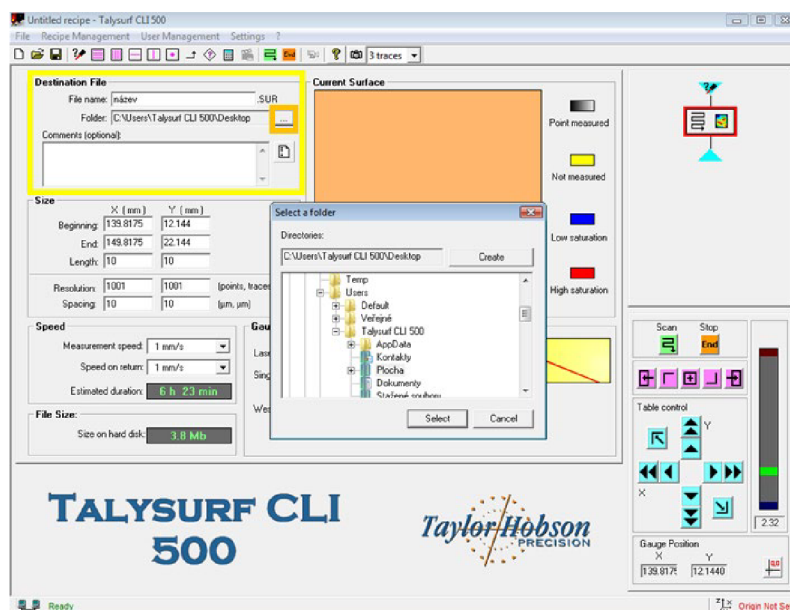 Untitled recipe - Talysurf CLI 500
File Recipe Management User Management Settings ?
End 3 traces
Destination File
File name: název .SUR
Folder: C:\Users\Talysurf CLI 500\Desktop ...
Comments (optional):
Size
X (mm) Y (mm)
Beginning: 139.8175 12.144
End: 149.8175 22.144
Length: 10 10
Resolution: 1001 1001 (points, traces
Spacing: 10 10 (µm, µm)
Speed
Measurement speed: 1 mm/s
Speed on return: 1 mm/s
Estimated duration: 6 h 23 min
File Size:
Size on hard disk: 3.8 Mb
Gau
Sing
Current Surface
Point measured
Not measured
Low saturation
High saturation
Select a folder
Directories:
C:\Users\Talysurf CLI 500\Desktop Create
Temp
Users
Default
Veřejné
Talysurf CLI 500
AppData
Kontakty
Plocha
Dokumenty
Stažené soubory
Select Cancel
Scan Stop
End
Table control
Y
X
2.32
Gauge Position
X Y
139.817 12.1440 0,0
TALYSURF CLI
500
Taylor Hobson
PRECISION
Ready
Origin Not Se